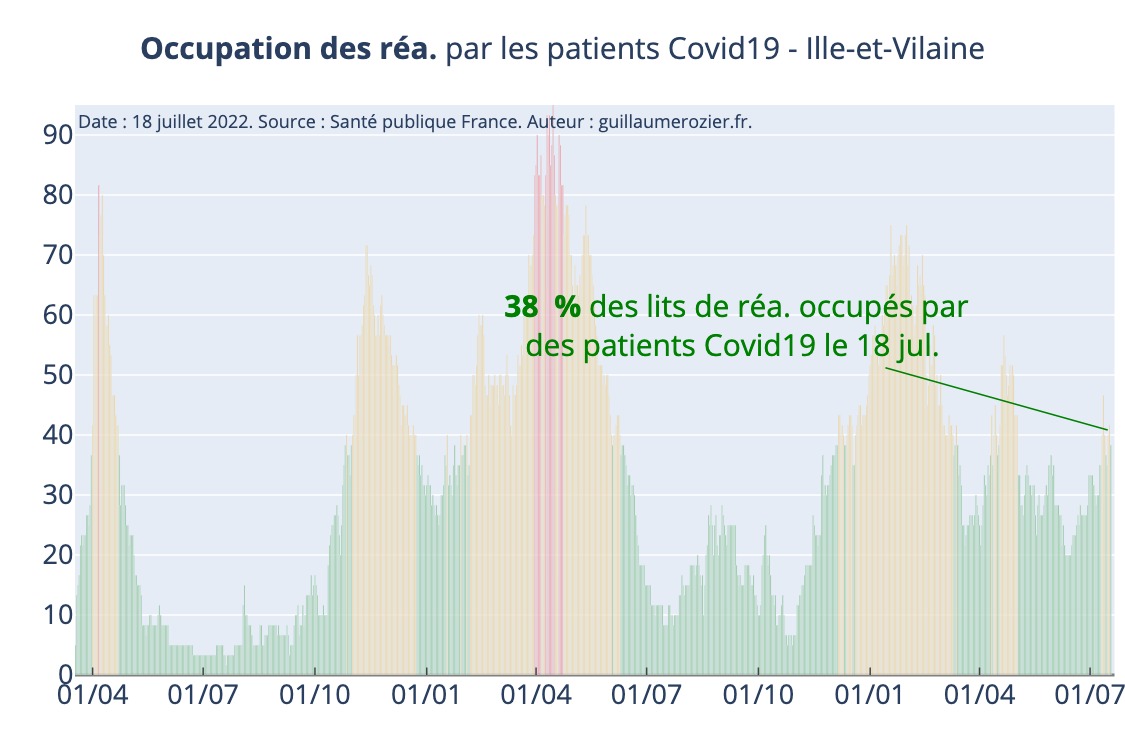 Occupation des réa. par les patients Covid19 - Ille-et-Vilaine
Date : 18 juillet 2022. Source : Santé publique France. Auteur : guillaumerozier.fr.
90
80
70
60
50
40
30
20
10
0
38 % des lits de réa. occupés par
des patients Covid19 le 18 jul.
01/04 01/07 01/10 01/01 01/04 01/07 01/10 01/01 01/04 01/07